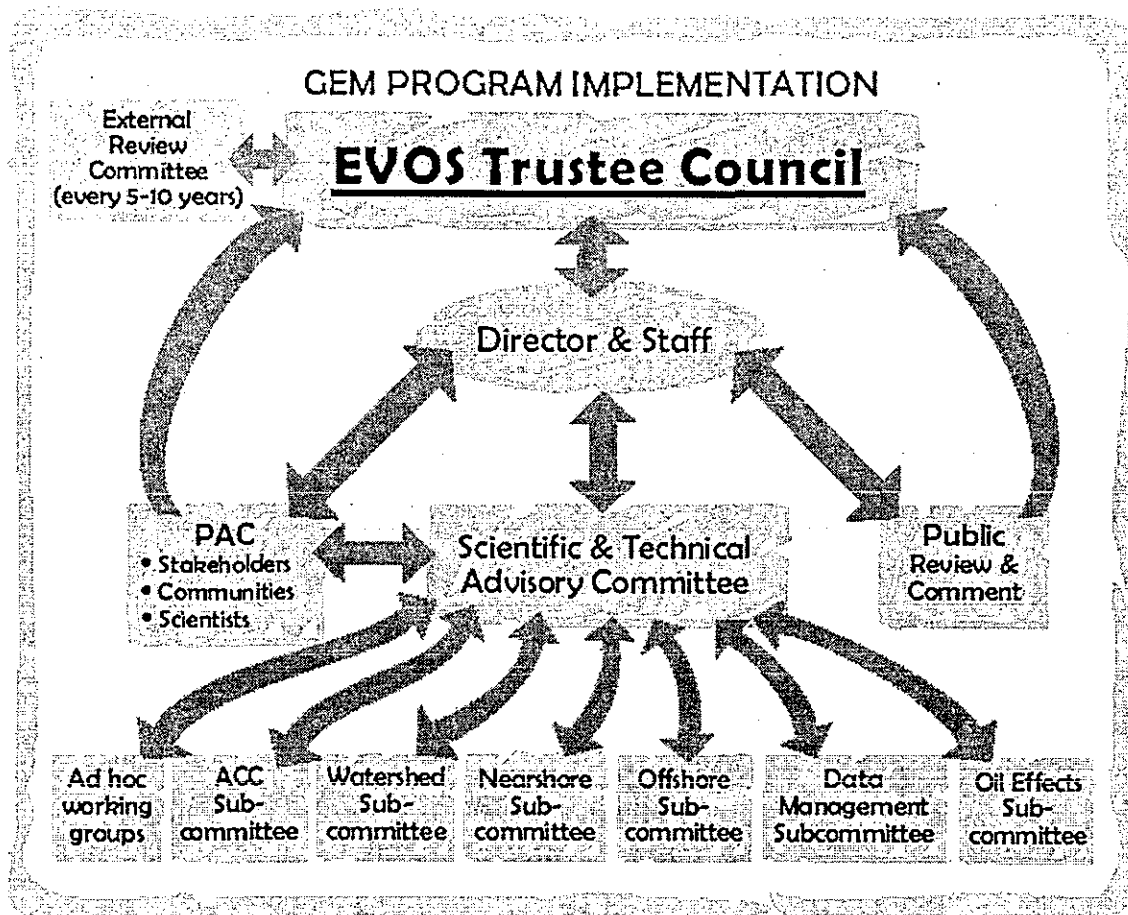 GEM PROGRAM IMPLEMENTATION
External
Review
Committee
(every 5-10 years)
EVOS Trustee Council
Director & Staff
PAC
• Stakeholders
• Communities
• Scientists
Scientific & Technical
Advisory Committee
Public
Review &
Comment
Ad hoc
working
groups
ACC
Sub-
committee
Watershed
Sub-
committee
Nearshore
Sub-
committee
Offshore
Sub-
committee
Data
Management
Subcommittee
Oil Effects
Sub-
committee